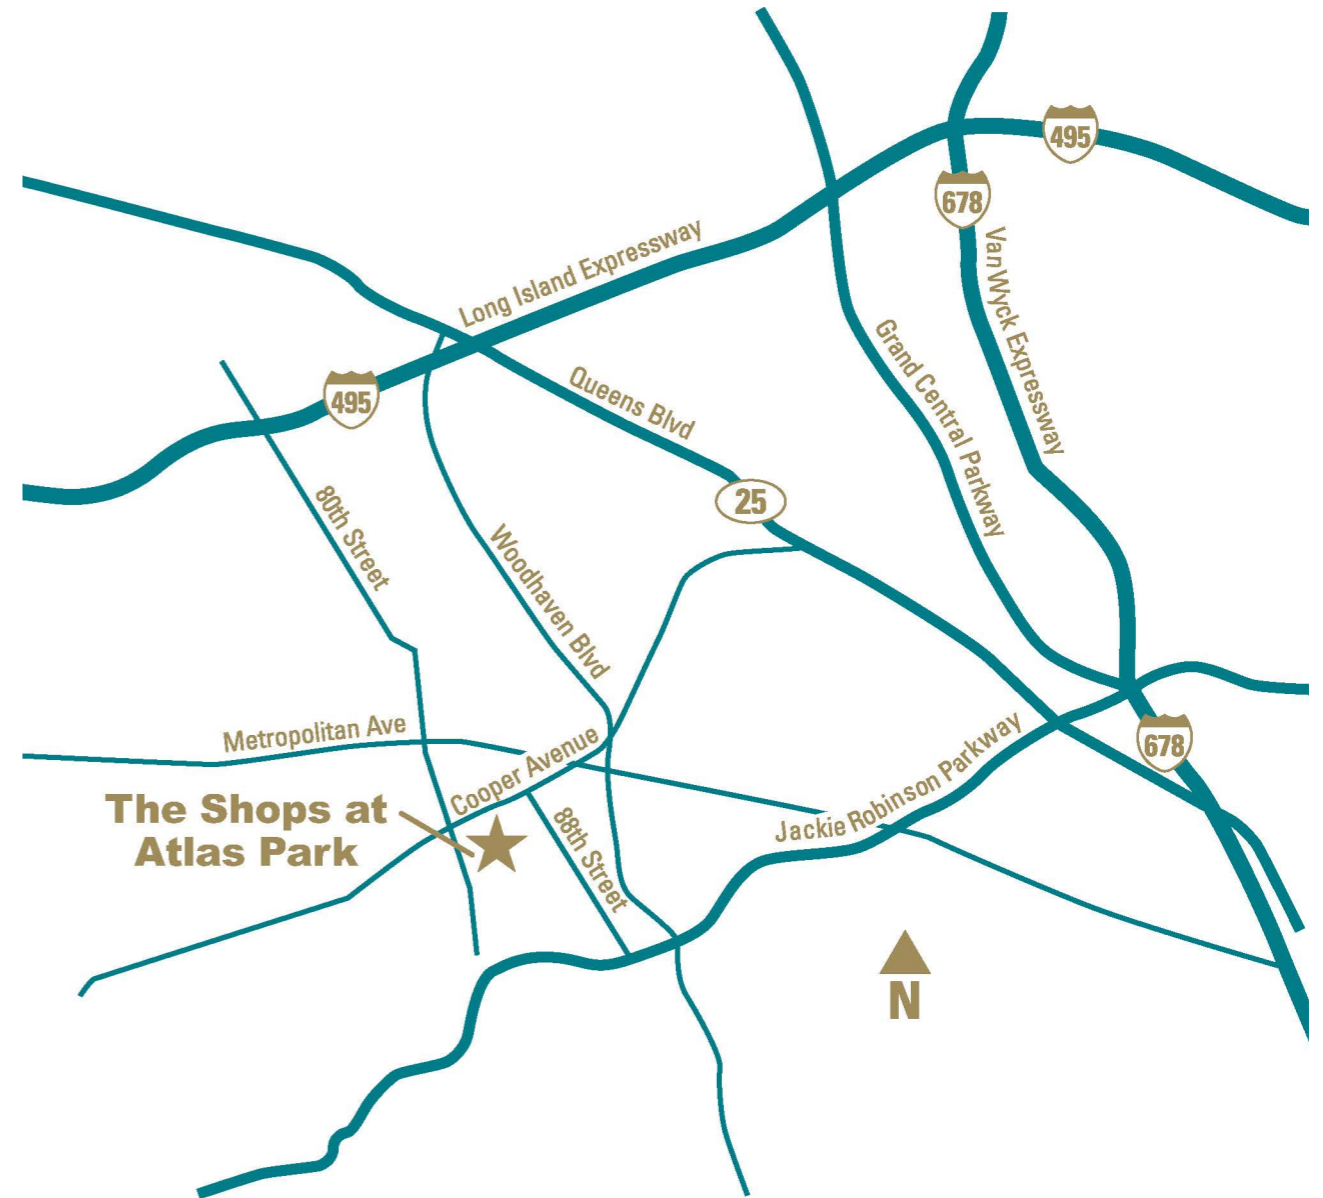 495
678
Van Wyck Expressway
Long Island Expressway
Grand Central Parkway
495
Queens Blvd
25
80th Street
Woodhaven Blvd
Metropolitan Ave
Cooper Avenue
678
Jackie Robinson Parkway
The Shops at
Atlas Park
88th Street
N